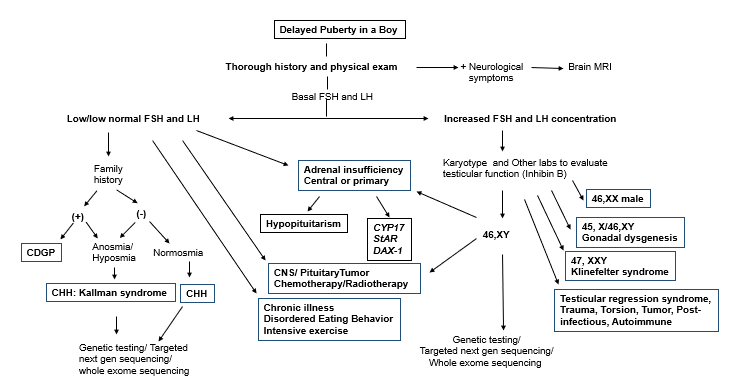 Delayed Puberty in a Boy
Thorough history and physical exam
+ Neurological
symptoms
Brain MRI
Basal FSH and LH
Low/low normal FSH and LH
Increased FSH and LH concentration
Family
history
Adrenal insufficiency
Central or primary
Karyotype and Other labs to evaluate
testicular function (Inhibin B)
46,XX male
(+)
(-)
Hypopituitarism
CYP17
StAR
DAX-1
46,XY
45, X/46,XY
Gonadal dysgenesis
CDGP
Anosmia/
Hyposmia
Normosmia
47, XXY
Klinefelter syndrome
CNS/ PituitaryTumor
Chemotherapy/Radiotherapy
CHH: Kallman syndrome
CHH
Chronic illness
Disordered Eating Behavior
Intensive exercise
Testicular regression syndrome,
Trauma, Torsion, Tumor, Post-
infectious, Autoimmune
Genetic testing/ Targeted
next gen sequencing/
whole exome sequencing
Genetic testing/
Targeted next gen sequencing/
Whole exome sequencing